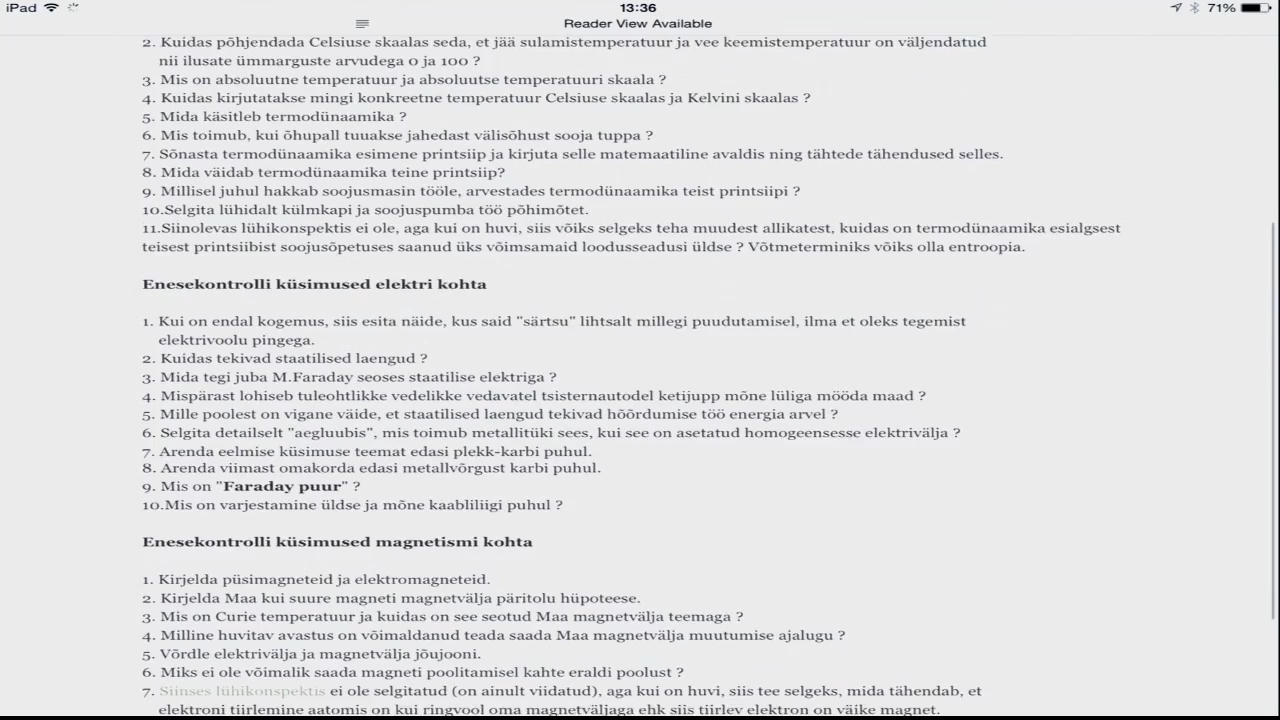 iPad 13:36 71%
Reader View Available
2. Kuidas põhjendada Celsiuse skaalas seda, et jää sulamistemperatuur ja vee keemistemperatuur on väljendatud
nii ilusate ümmarguste arvudega 0 ja 100 ?
3. Mis on absoluutne temperatuur ja absoluutse temperatuuri skaala ?
4. Kuidas kirjutatakse mingi konkreetne temperatuur Celsiuse skaalas ja Kelvini skaalas ?
5. Mida käsitleb termodünaamika ?
6. Mis toimub, kui õhupall tuuakse jahedast välisõhust sooja tuppa ?
7. Sõnasta termodünaamika esimene printsiip ja kirjuta selle matemaatiline avaldis ning tähtede tähendused selles.
8. Mida väidab termodünaamika teine printsiip?
9. Millisel juhul hakkab soojusmasin tööle, arvestades termodünaamika teist printsiipi ?
10.Selgita lühidalt külmkapi ja soojuspumba töö põhimõtet.
11.Siinolevas lühikonspektis ei ole, aga kui on huvi, siis võiks selgeks teha muudest allikatest, kuidas on termodünaamika esialgsest
teisest printsiibist soojusõpetuses saanud üks võimsamaid loodusseadusi üldse ? Võtmeterminiks võiks olla entroopia.
Enesekontrolli küsimused elektri kohta
1. Kui on endal kogemus, siis esita näide, kus said "särtsu" lihtsalt millegi puudutamisel, ilma et oleks tegemist
elektrivoolu pingega.
2. Kuidas tekivad staatilised laengud ?
3. Mida tegi juba M.Faraday seoses staatilise elektriga ?
4. Mispärast lohiseb tuleohtlikke vedelikke vedavatel tsisternautodel ketijupp mõne lüliga mööda maad ?
5. Mille poolest on vigane väide, et staatilised laengud tekivad hõõrdumise töö energia arvel ?
6. Selgita detailselt "aegluubis", mis toimub metallitüki sees, kui see on asetatud homogeensesse elektrivälja ?
7. Arenda eelmise küsimuse teemat edasi plekk-karbi puhul.
8. Arenda viimast omakorda edasi metallvõrgust karbi puhul.
9. Mis on "Faraday puur" ?
10.Mis on varjestamine üldse ja mõne kaabliliigi puhul ?
Enesekontrolli küsimused magnetismi kohta
1. Kirjelda püsimagneteid ja elektromagneteid.
2. Kirjelda Maa kui suure magneti magnetvälja päritolu hüpoteese.
3. Mis on Curie temperatuur ja kuidas on see seotud Maa magnetvälja teemaga ?
4. Milline huvitav avastus on võimaldanud teada saada Maa magnetvälja muutumise ajalugu ?
5. Võrdle elektrivälja ja magnetvälja jõujooni.
6. Miks ei ole võimalik saada magneti poolitamisel kahte eraldi poolust ?
7. Siinses lühikonspektis ei ole selgitatud (on ainult viidatud), aga kui on huvi, siis tee selgeks, mida tähendab, et
elektroni tiirlemine aatomis on kui ringvool oma magnetväljaga ehk siis tiirlev elektron on väike magnet.